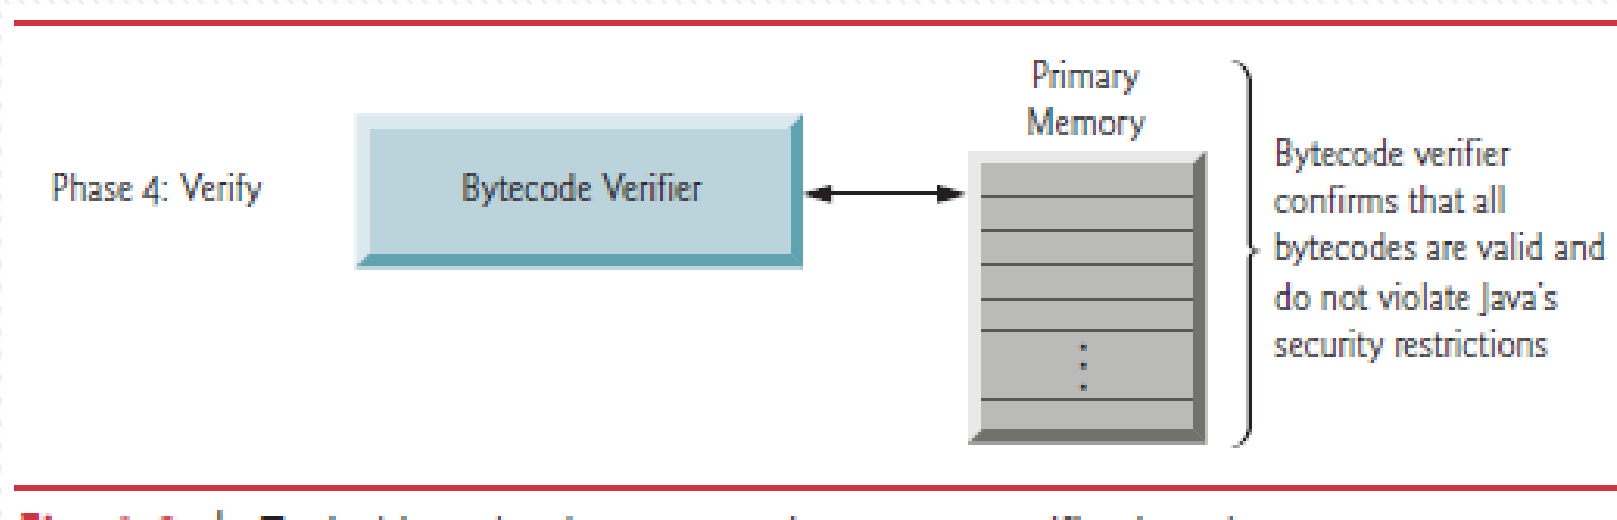 Phase 4: Verify
Bytecode Verifier
Primary
Memory
Bytecode verifier
confirms that all
bytecodes are valid and
do not violate Java's
security restrictions